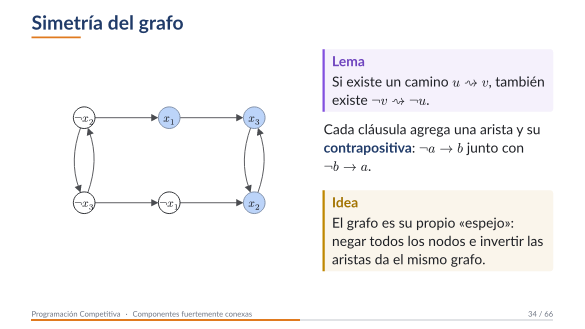 Simetría del grafo
¬x₂
x₁
x₃
¬x₃
¬x₁
x₂
Lema
Si existe un camino u ⇝ v, también
existe ¬v ⇝ ¬u.
Cada cláusula agrega una arista y su
contrapositiva: ¬a → b junto con
¬b → a.
Idea
El grafo es su propio «espejo»:
negar todos los nodos e invertir las
aristas da el mismo grafo.
Programación Competitiva · Componentes fuertemente conexas
34 / 66